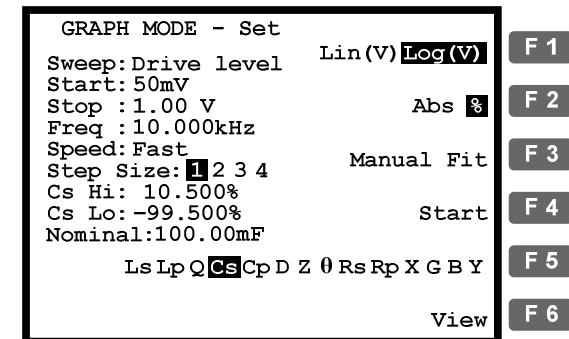 GRAPH MODE - Set
Lin(V) Log(V)
F 1
Sweep:Drive level
Start:50mV
Stop :1.00 V
Abs %
F 2
Freq :10.000kHz
Speed:Fast
Manual Fit
F 3
Step Size:1 2 3 4
Cs Hi: 10.500%
Cs Lo:-99.500%
Start
F 4
Nominal:100.00mF
Ls Lp Q Cs Cp D Z θ Rs Rp X G B Y
F 5
View
F 6